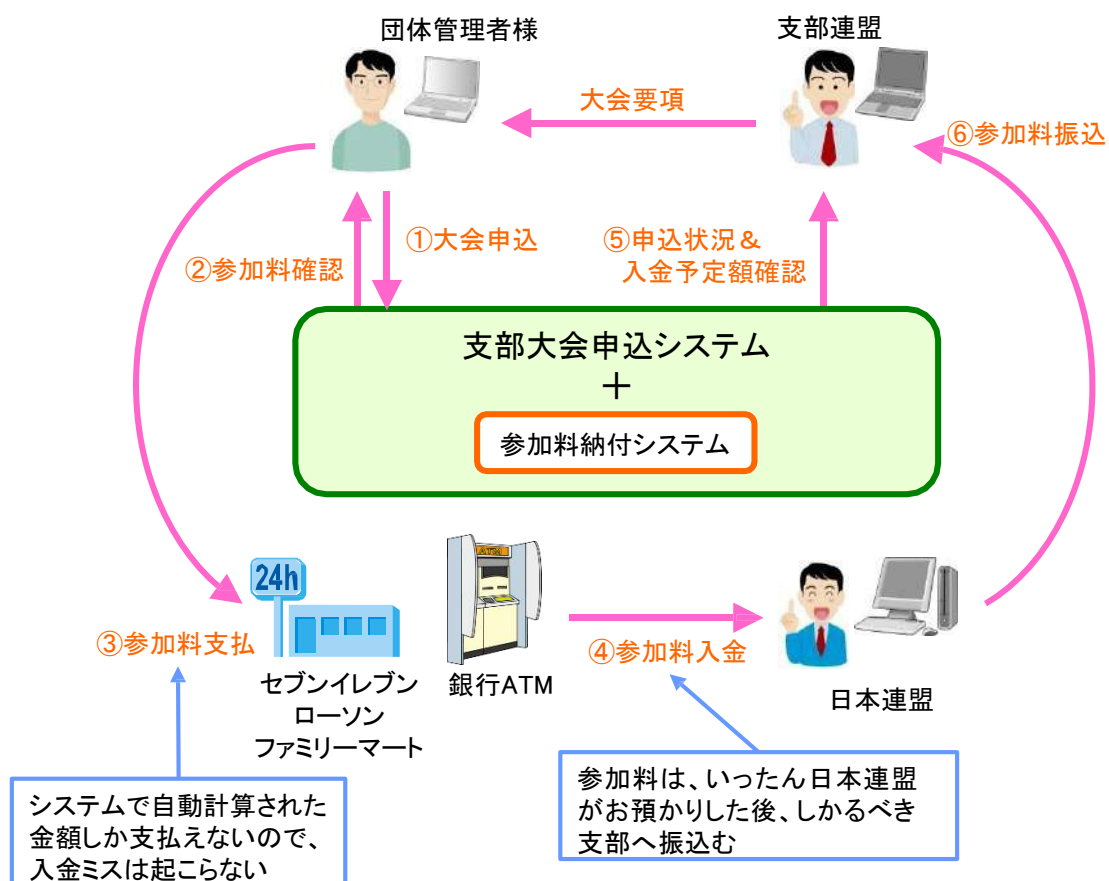 団体管理者様
支部連盟
大会要項
⑥参加料振込
①大会申込
②参加料確認
⑤申込状況＆
入金予定額確認
支部大会申込システム
＋
参加料納付システム
24h
ATM
③参加料支払
④参加料入金
セブンイレブン
ローソン
ファミリーマート
銀行ATM
日本連盟
システムで自動計算された
金額しか支払えないので、
入金ミスは起こらない
参加料は、いったん日本連盟
がお預かりした後、しかるべき
支部へ振込む